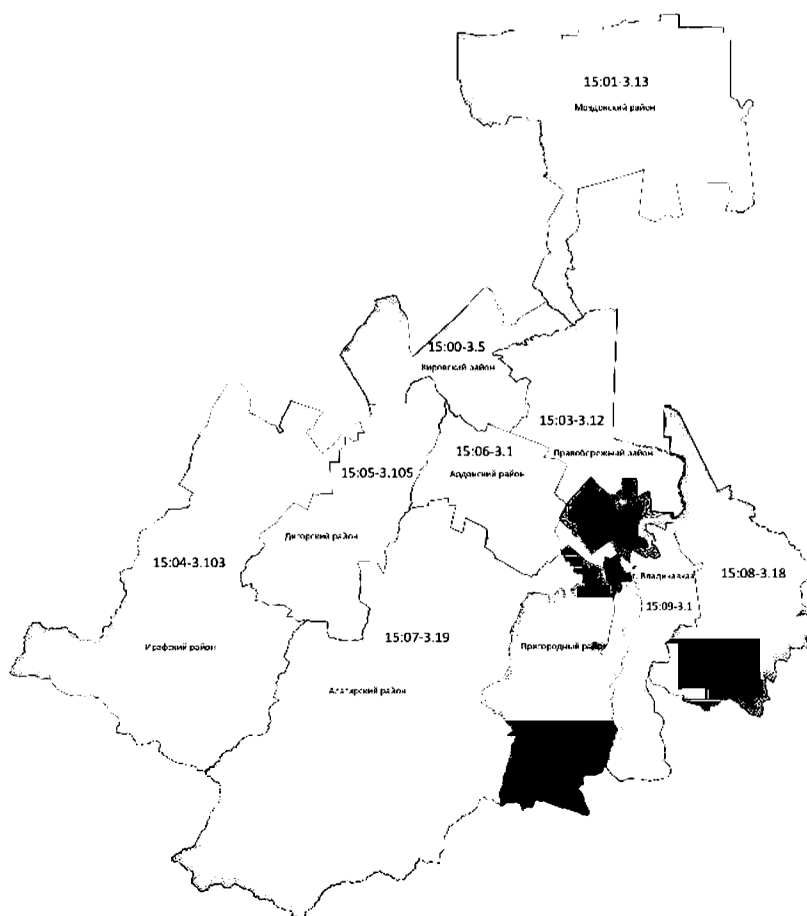 15:01-3.13
Моздокский район
15:00-3.5
Кировский район
15:03-3.12
Правобережный район
15:06-3.1
Ардонский район
15:05-3.105
Дигорский район
15:04-3.103
Ирафский район
15:07-3.19
Алагирский район
г. Владикавказ
15:09-3.1
15:08-3.18
Пригородный район